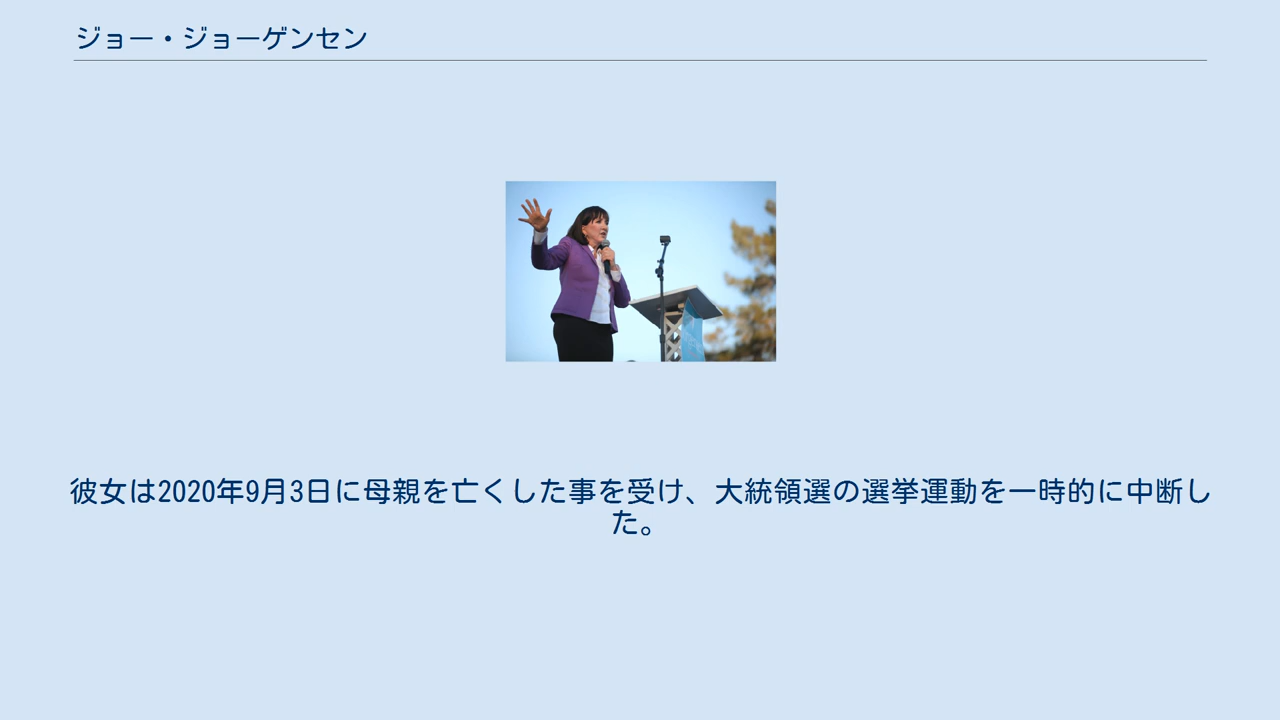 ジョー・ジョーゲンセン
彼女は2020年9月3日に母親を亡くした事を受け、大統領選の選挙運動を一時的に中断し
た。